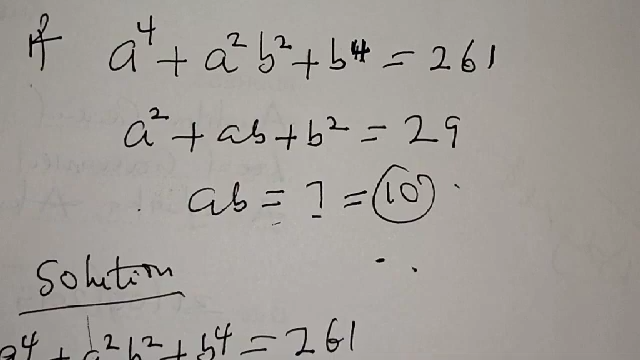 If a⁴ + a²b² + b⁴ = 261
a² + ab + b² = 29
ab = ? = 10
Solution
a⁴ + a²b² + b⁴ = 261